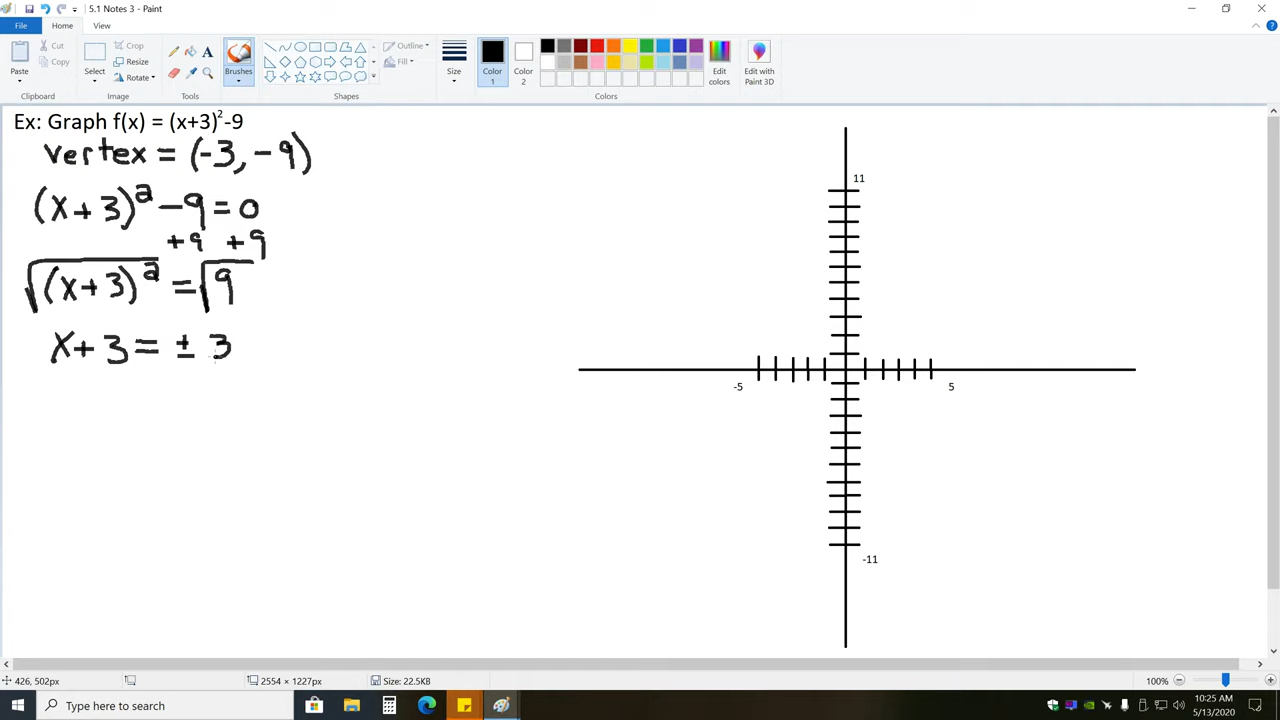 5.1 Notes 3 - Paint
File Home View
Paste
Cut
Copy
Clipboard
Select
Crop
Resize
Rotate
Image
Tools
Brushes
Shapes
Outline
Fill
Size
Color 1
Color 2
Colors
Edit colors
Edit with Paint 3D
Ex: Graph f(x) = (x+3)²-9
vertex = (-3, -9)
(x+3)² -9 = 0
+9 +9
√(x+3)² = √9
x+3 = ± 3
11
-5
5
-11
426, 502px
2554 × 1227px
Size: 22.5KB
100%
Type here to search
10:25 AM
5/13/2020